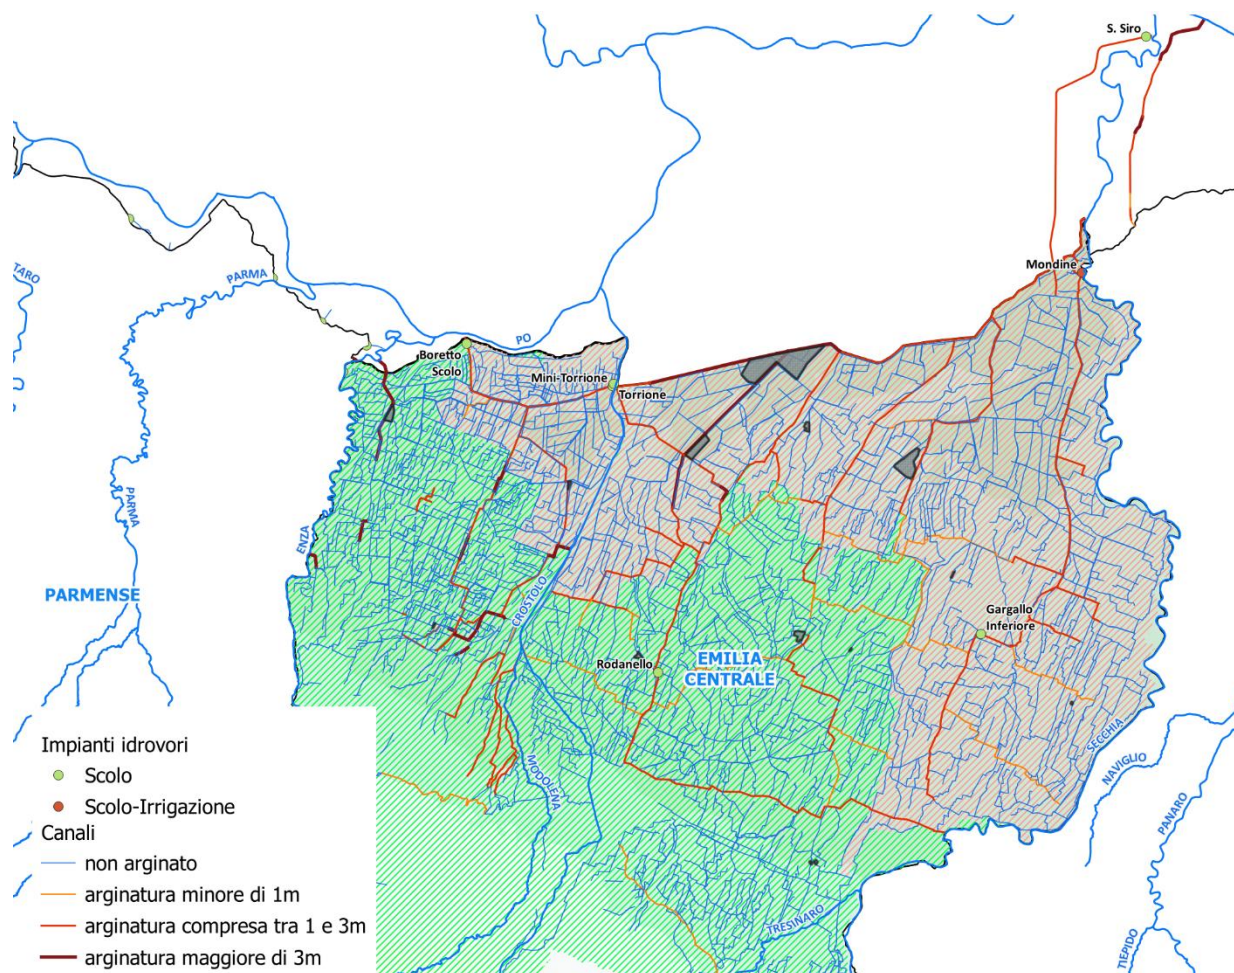 S. Siro
Mondine
TARO
PARMA
PO
Boretto
Scolo
Mini-Torrione
Torrione
PARMA
ENZA
PARMENSE
CROSTOLO
Gargallo
Inferiore
Rodanello
EMILIA
CENTRALE
SECCHIA
NAVIGLIO
MODOLENA
PANARO
TRESINARO
TIEPIDO
Impianti idrovori
Scolo
Scolo-Irrigazione
Canali
non arginato
arginatura minore di 1m
arginatura compresa tra 1 e 3m
arginatura maggiore di 3m